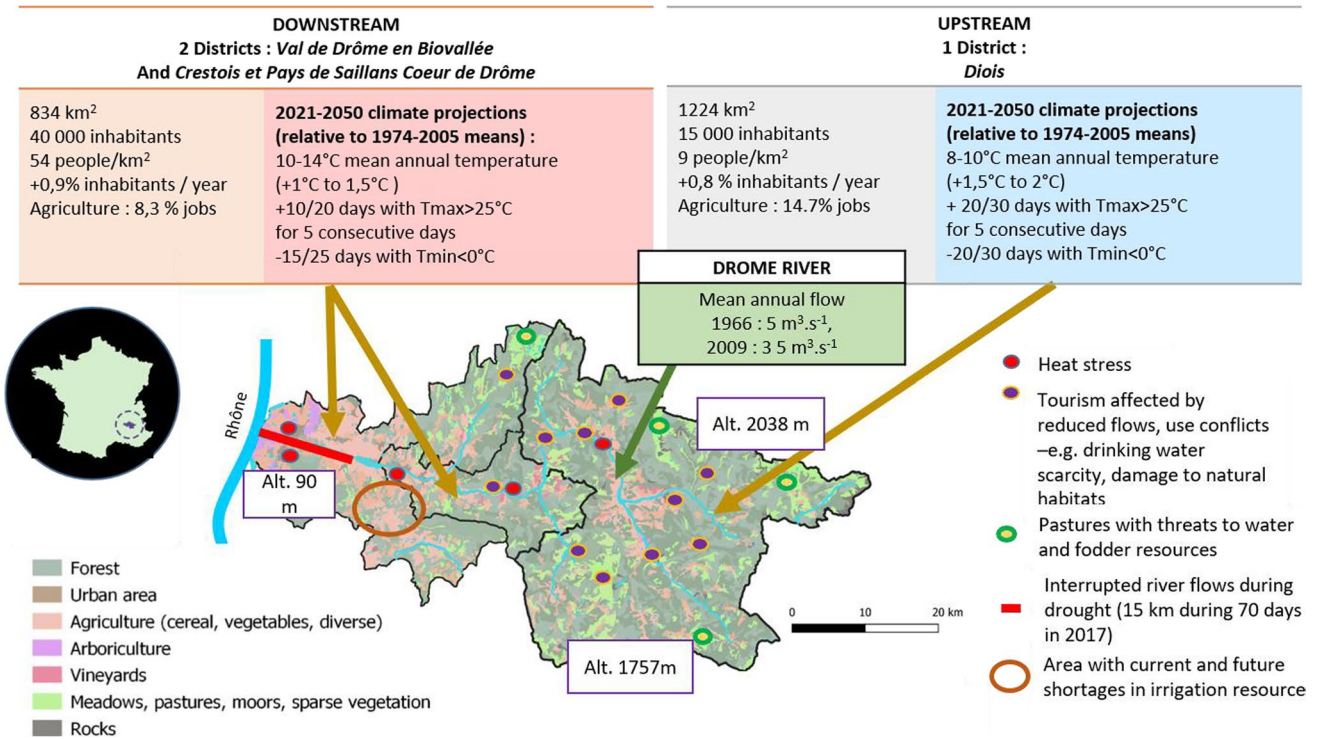 DOWNSTREAM
2 Districts : Val de Drôme en Biovallée
And Crestois et Pays de Saillans Coeur de Drôme
834 km²
40 000 inhabitants
54 people/km²
+0,9% inhabitants / year
Agriculture : 8,3 % jobs
2021-2050 climate projections
(relative to 1974-2005 means) :
10-14°C mean annual temperature
(+1°C to 1,5°C )
+10/20 days with Tmax>25°C
for 5 consecutive days
-15/25 days with Tmin<0°C
UPSTREAM
1 District :
Diois
1224 km²
15 000 inhabitants
9 people/km²
+0,8 % inhabitants / year
Agriculture : 14.7% jobs
2021-2050 climate projections
(relative to 1974-2005 means)
8-10°C mean annual temperature
(+1,5°C to 2°C)
+ 20/30 days with Tmax>25°C
for 5 consecutive days
-20/30 days with Tmin<0°C
DROME RIVER
Mean annual flow
1966 : 5 m³.s⁻¹,
2009 : 3 5 m³.s⁻¹
Rhône
Alt. 90
m
Alt. 2038 m
Alt. 1757m
0 10 20 km
Forest
Urban area
Agriculture (cereal, vegetables, diverse)
Arboriculture
Vineyards
Meadows, pastures, moors, sparse vegetation
Rocks
Heat stress
Tourism affected by
reduced flows, use conflicts
–e.g. drinking water
scarcity, damage to natural
habitats
Pastures with threats to water
and fodder resources
Interrupted river flows during
drought (15 km during 70 days
in 2017)
Area with current and future
shortages in irrigation resource